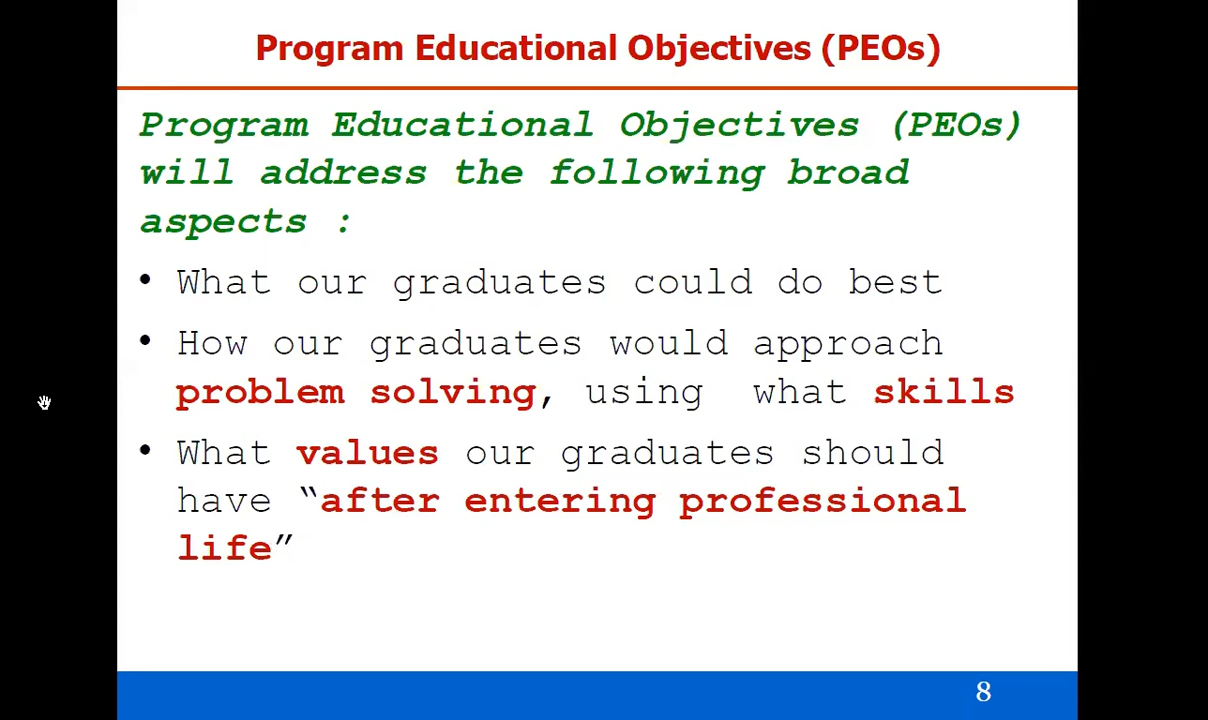 Program Educational Objectives (PEOs)
Program Educational Objectives (PEOs)
will address the following broad
aspects :
• What our graduates could do best
• How our graduates would approach
problem solving, using what skills
• What values our graduates should
have “after entering professional
life”
8